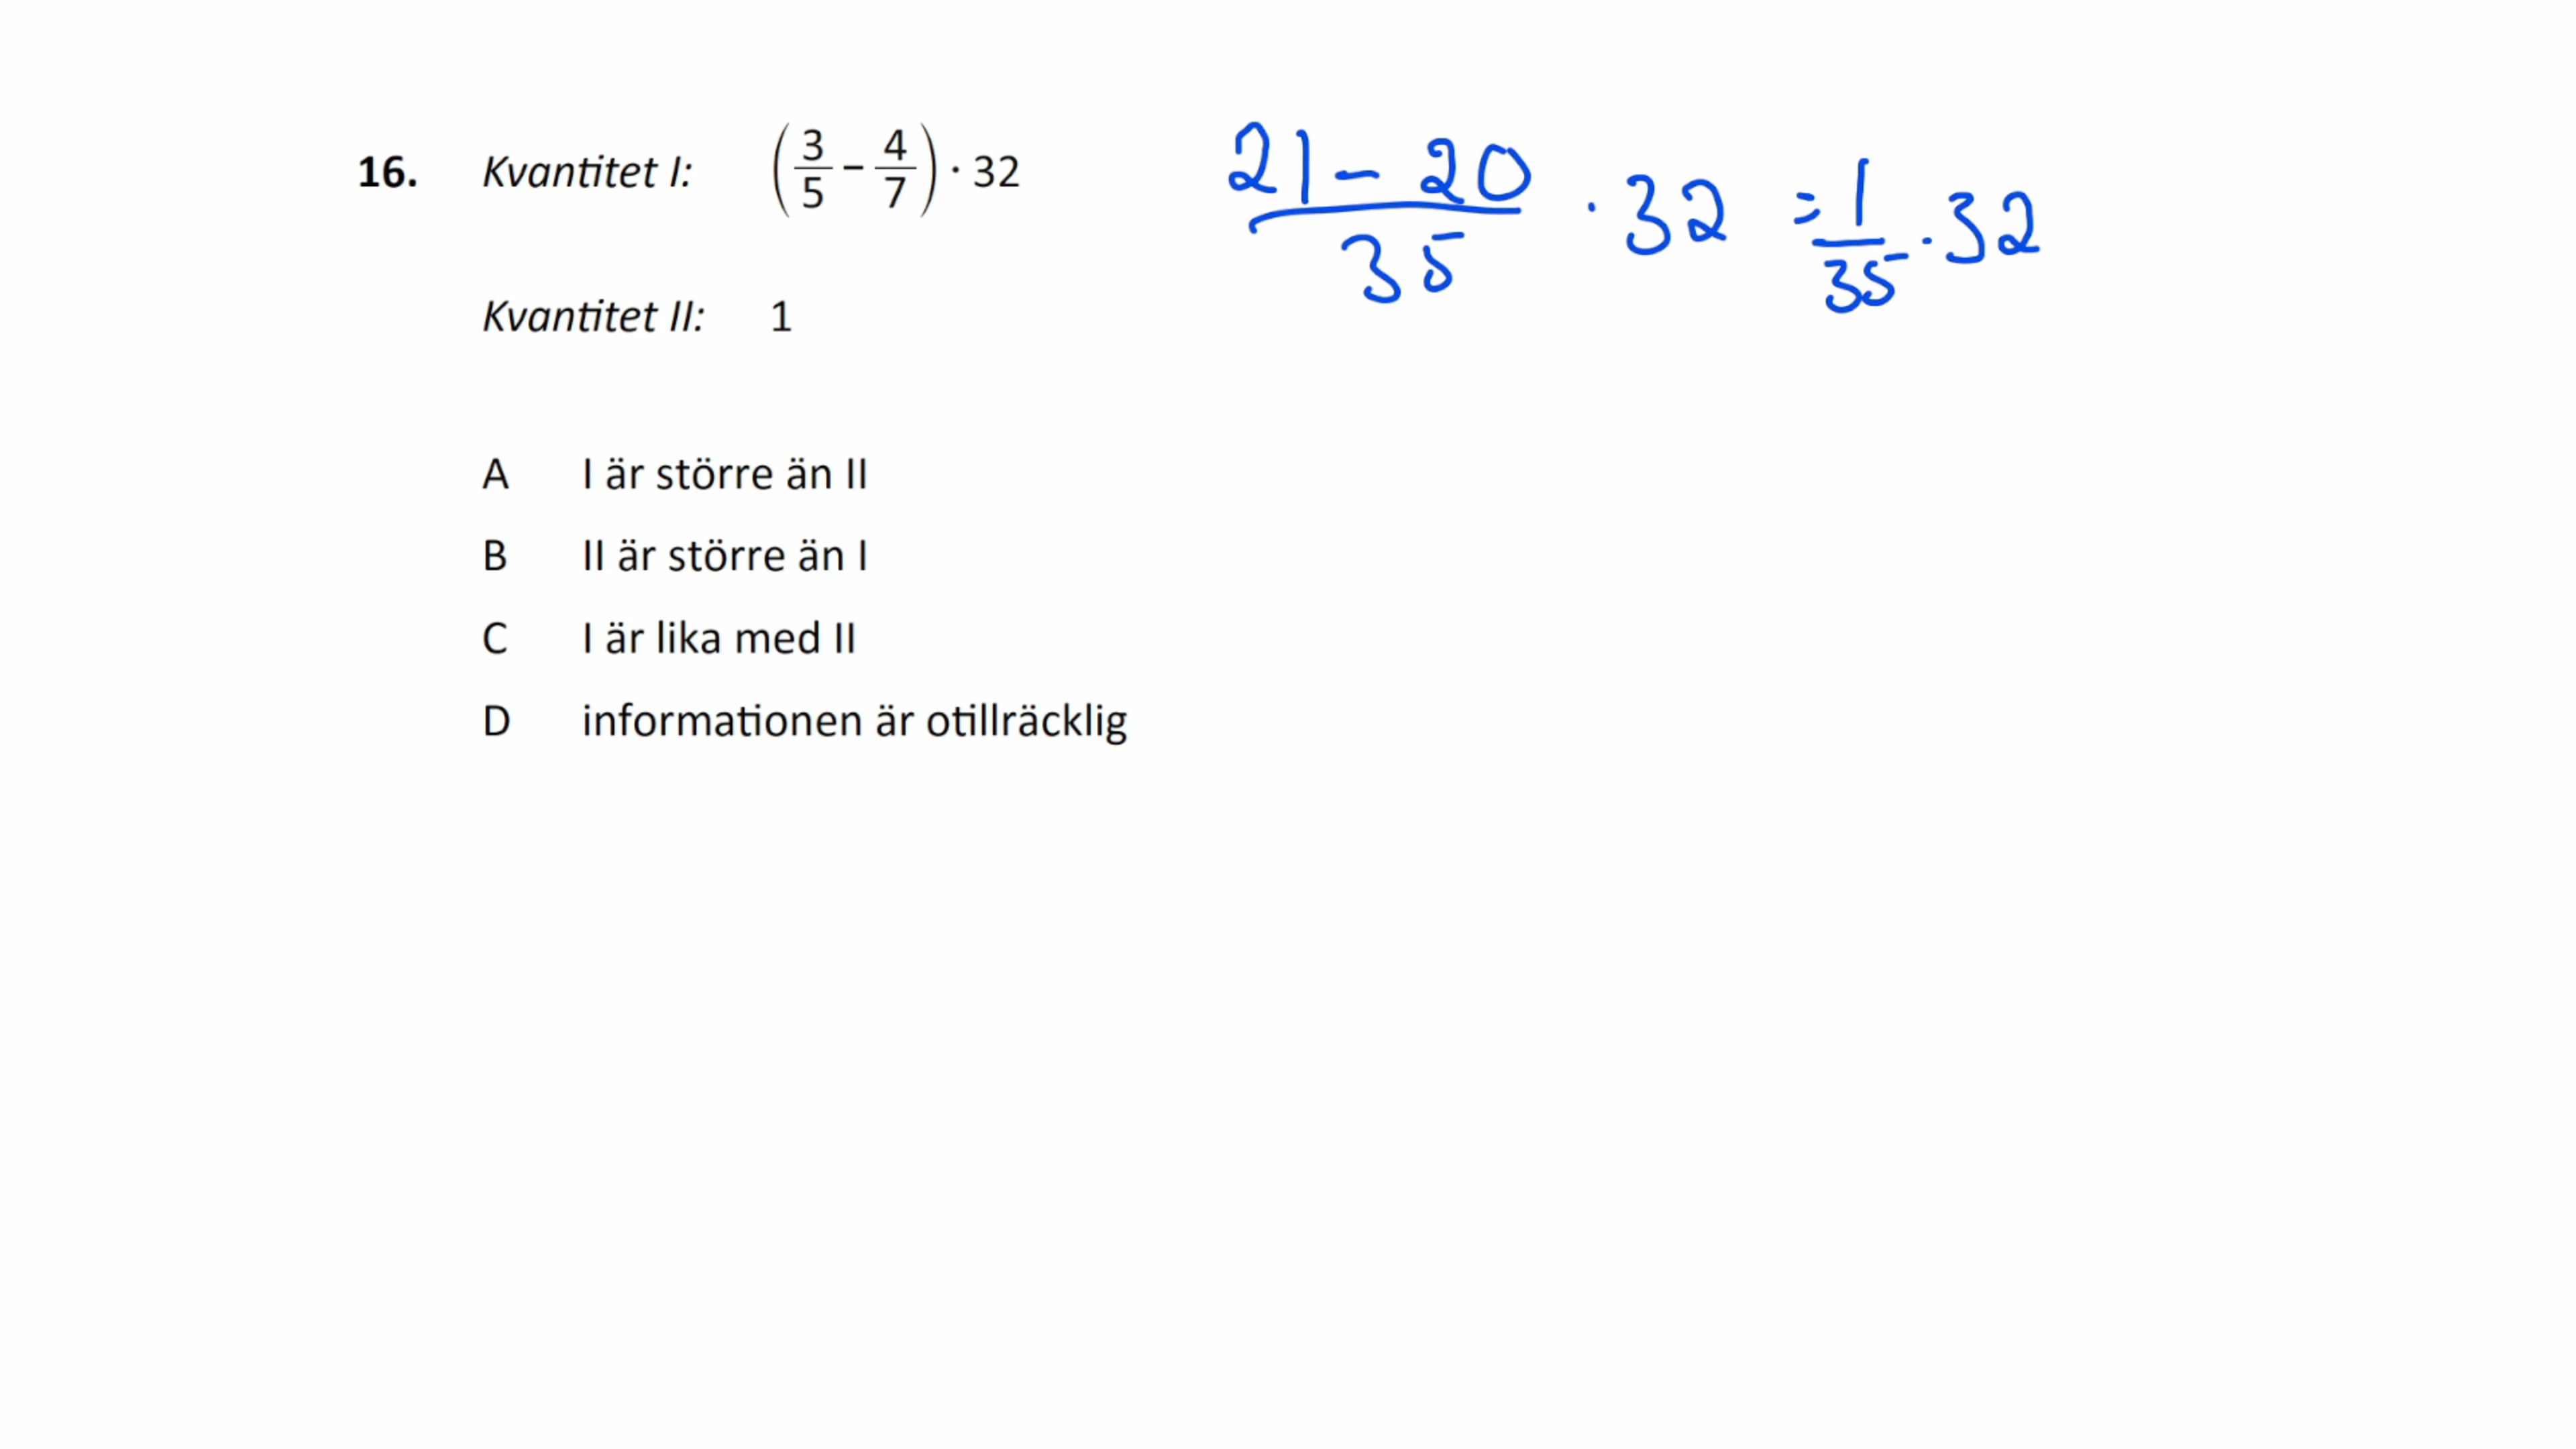 16. Kvantitet I: (3/5 − 4/7) · 32
21 − 20 / 35 · 32 = 1/35 · 32
Kvantitet II: 1
A I är större än II
B II är större än I
C I är lika med II
D informationen är otillräcklig